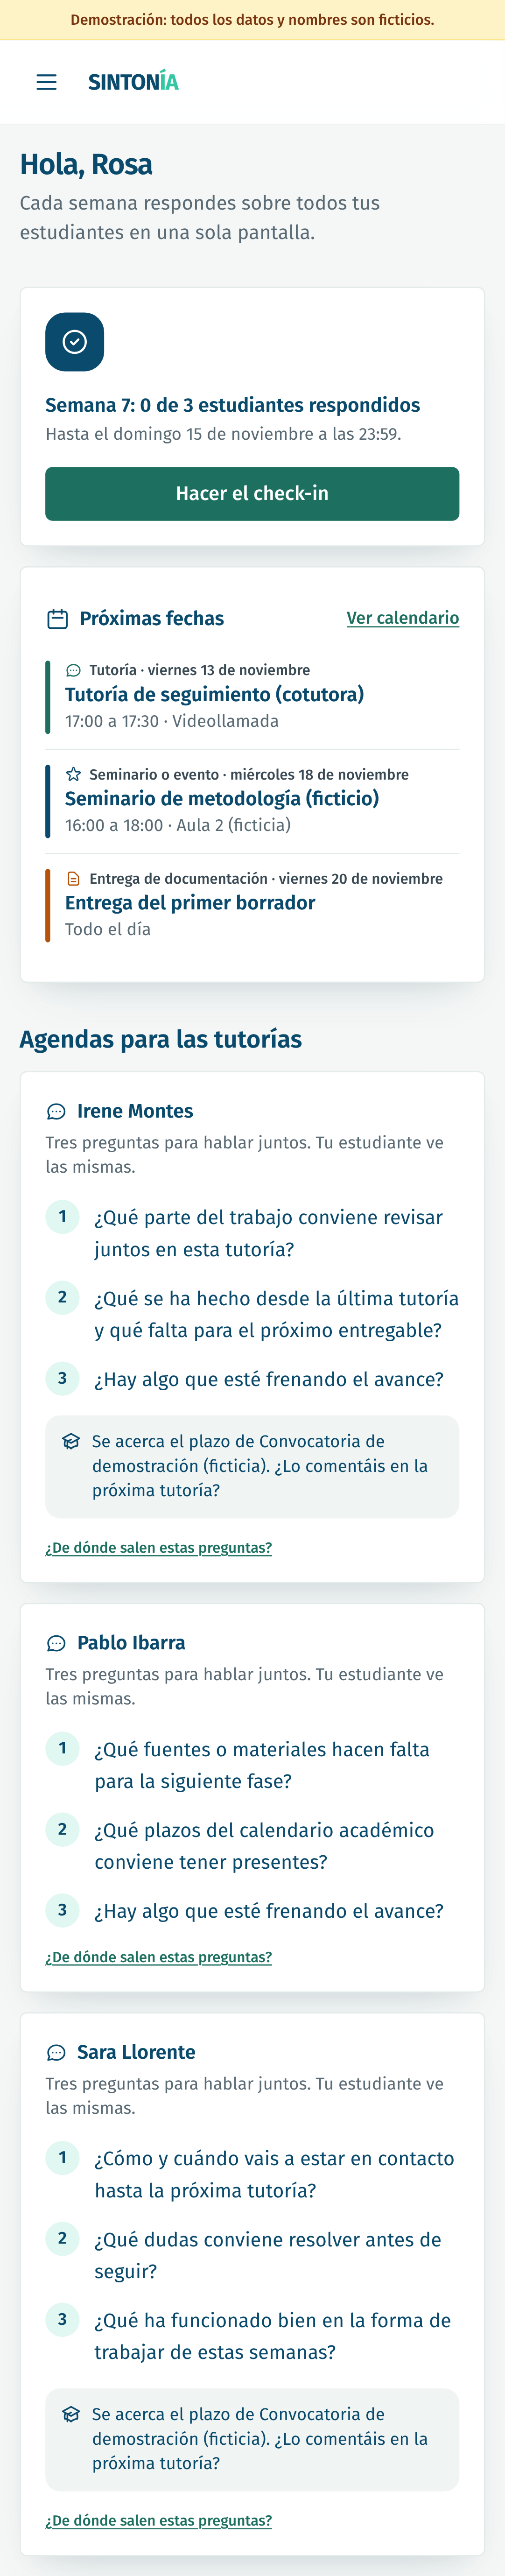 Demostración: todos los datos y nombres son ficticios.
SINTONÍA
Hola, Rosa
Cada semana respondes sobre todos tus
estudiantes en una sola pantalla.
Semana 7: 0 de 3 estudiantes respondidos
Hasta el domingo 15 de noviembre a las 23:59.
Hacer el check-in
Próximas fechas
Ver calendario
Tutoría · viernes 13 de noviembre
Tutoría de seguimiento (cotutora)
17:00 a 17:30 · Videollamada
Seminario o evento · miércoles 18 de noviembre
Seminario de metodología (ficticio)
16:00 a 18:00 · Aula 2 (ficticia)
Entrega de documentación · viernes 20 de noviembre
Entrega del primer borrador
Todo el día
Agendas para las tutorías
Irene Montes
Tres preguntas para hablar juntos. Tu estudiante ve
las mismas.
1 ¿Qué parte del trabajo conviene revisar
juntos en esta tutoría?
2 ¿Qué se ha hecho desde la última tutoría
y qué falta para el próximo entregable?
3 ¿Hay algo que esté frenando el avance?
Se acerca el plazo de Convocatoria de
demostración (ficticia). ¿Lo comentáis en la
próxima tutoría?
¿De dónde salen estas preguntas?
Pablo Ibarra
Tres preguntas para hablar juntos. Tu estudiante ve
las mismas.
1 ¿Qué fuentes o materiales hacen falta
para la siguiente fase?
2 ¿Qué plazos del calendario académico
conviene tener presentes?
3 ¿Hay algo que esté frenando el avance?
¿De dónde salen estas preguntas?
Sara Llorente
Tres preguntas para hablar juntos. Tu estudiante ve
las mismas.
1 ¿Cómo y cuándo vais a estar en contacto
hasta la próxima tutoría?
2 ¿Qué dudas conviene resolver antes de
seguir?
3 ¿Qué ha funcionado bien en la forma de
trabajar de estas semanas?
Se acerca el plazo de Convocatoria de
demostración (ficticia). ¿Lo comentáis en la
próxima tutoría?
¿De dónde salen estas preguntas?